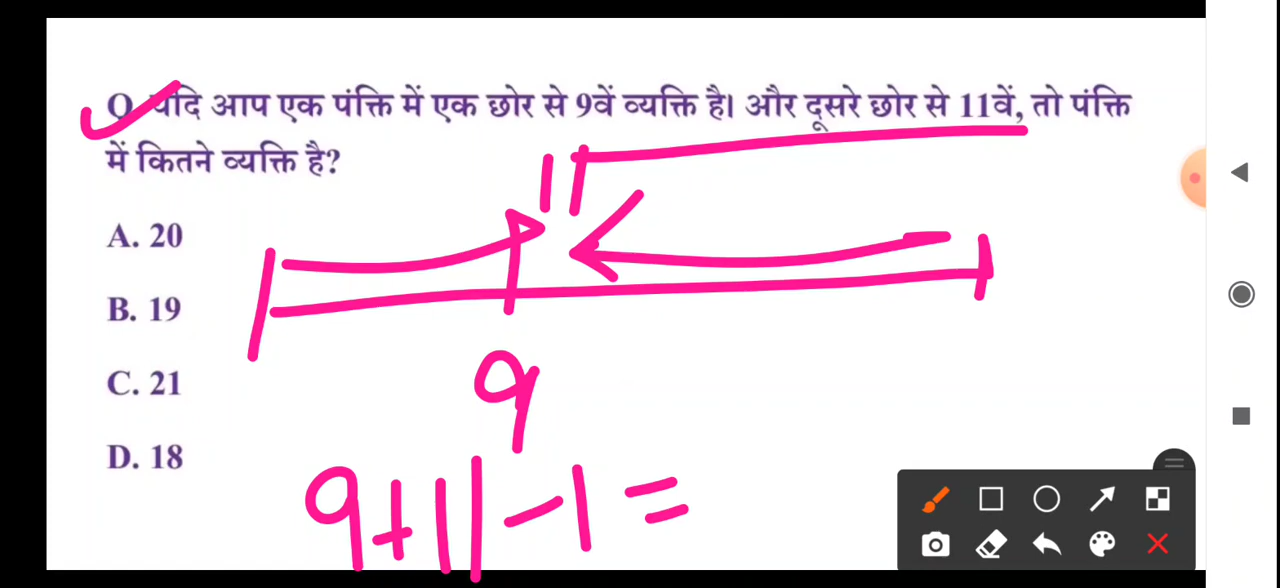 Q. यदि आप एक पंक्ति में एक छोर से 9वें व्यक्ति है। और दूसरे छोर से 11वें, तो पंक्ति
में कितने व्यक्ति है?
11
A. 20
B. 19
C. 21
9
D. 18
9+11-1=